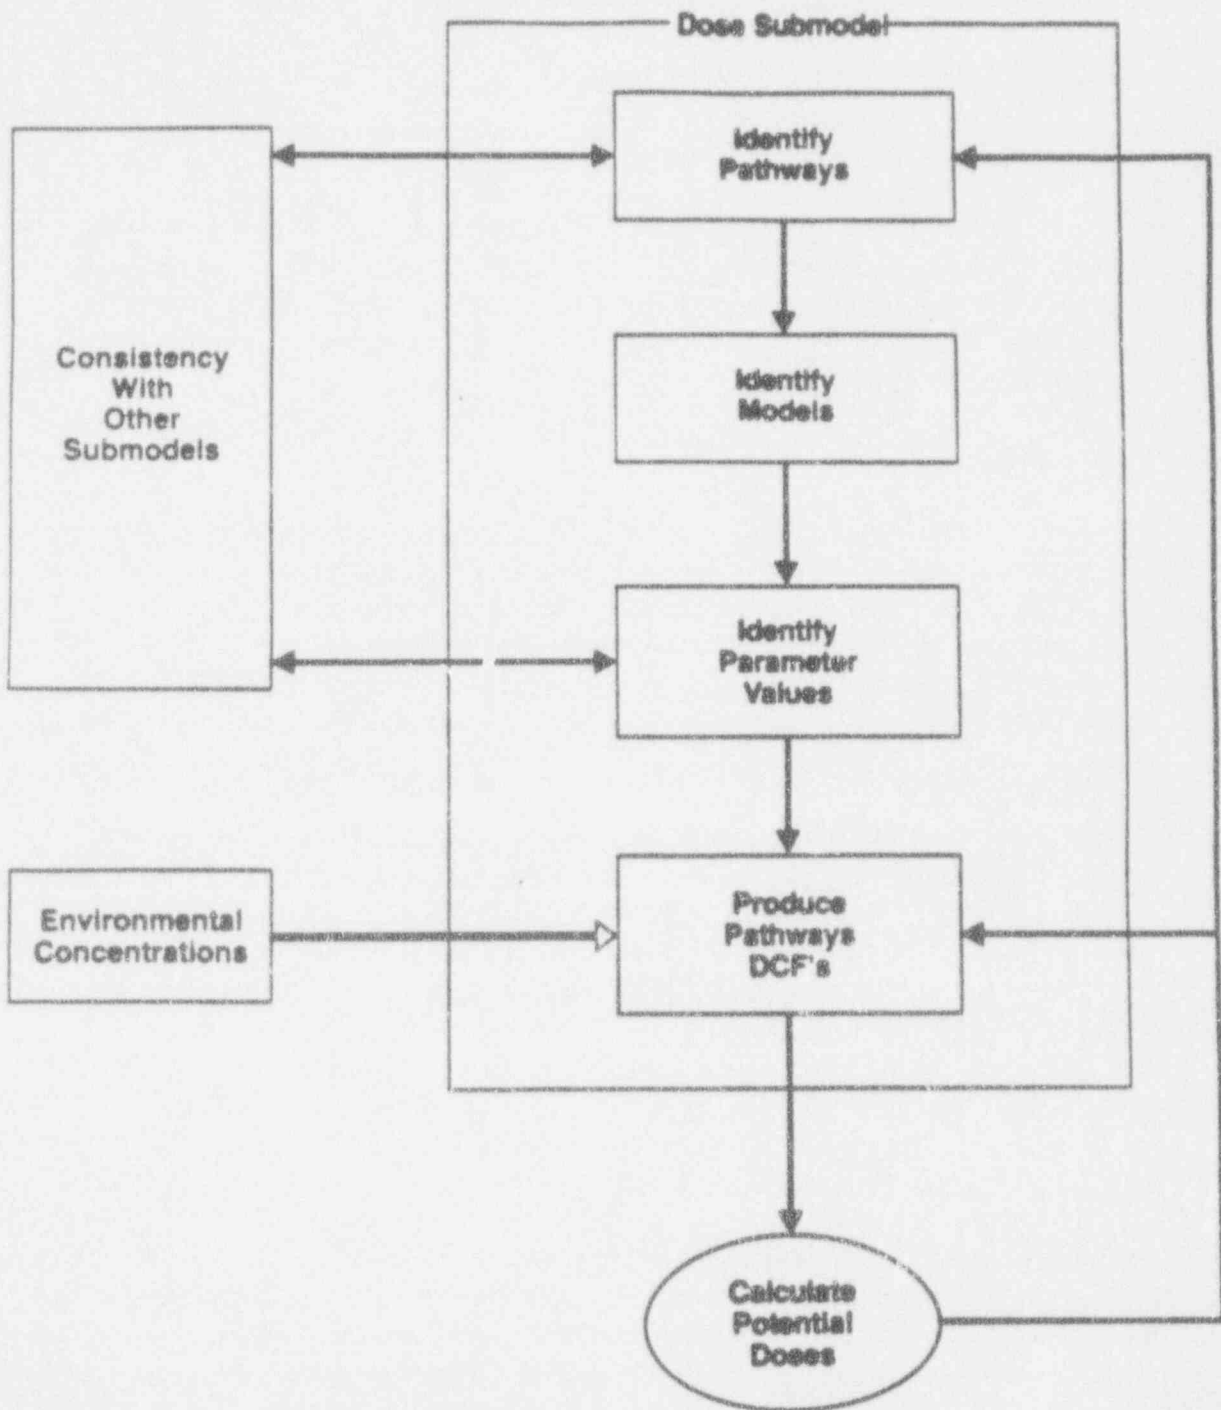 Dose Submodel
Identify
Pathways
Consistency
With
Other
Submodels
Identify
Models
Identify
Parameter
Values
Environmental
Concentrations
Produce
Pathways
DCF's
Calculate
Potential
Doses